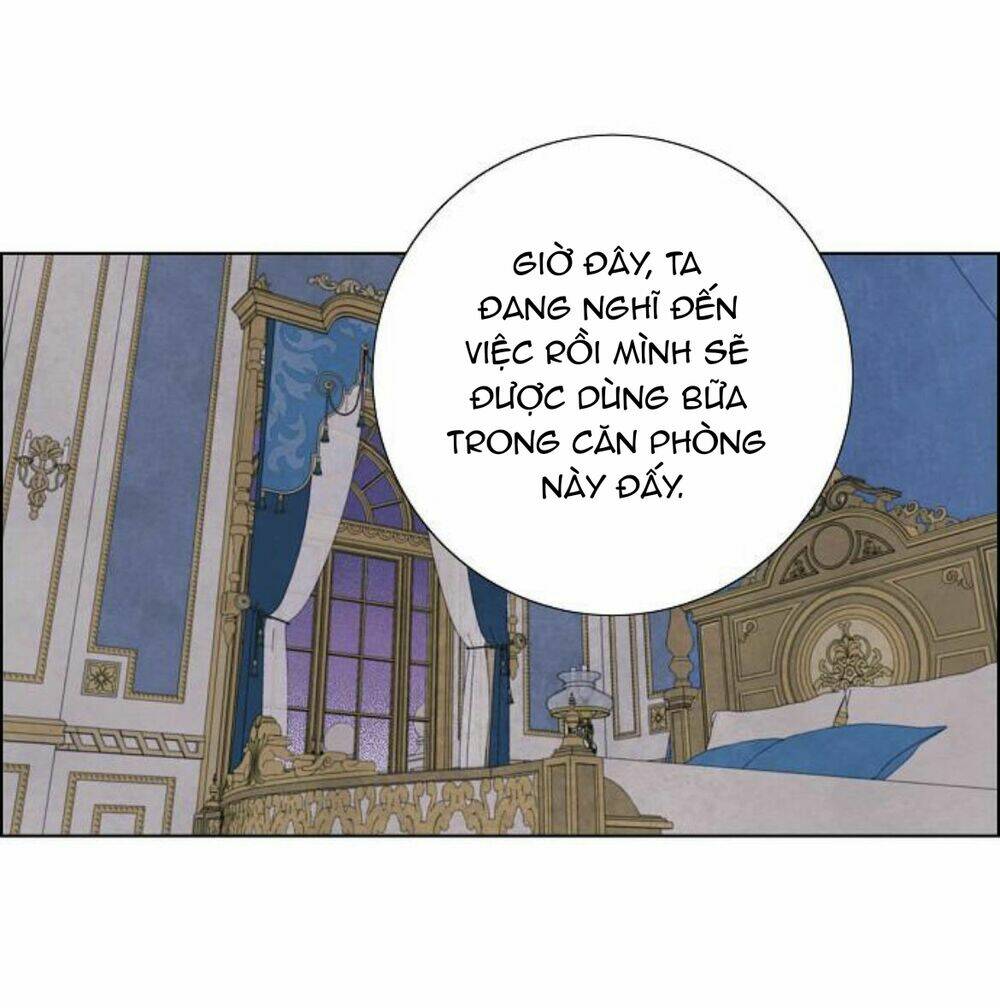 GIỜ ĐÂY, TA
ĐANG NGHĨ ĐẾN
VIỆC RỒI MÌNH SẼ
ĐƯỢC DÙNG BỮA
TRONG CĂN PHÒNG
NÀY ĐẤY.